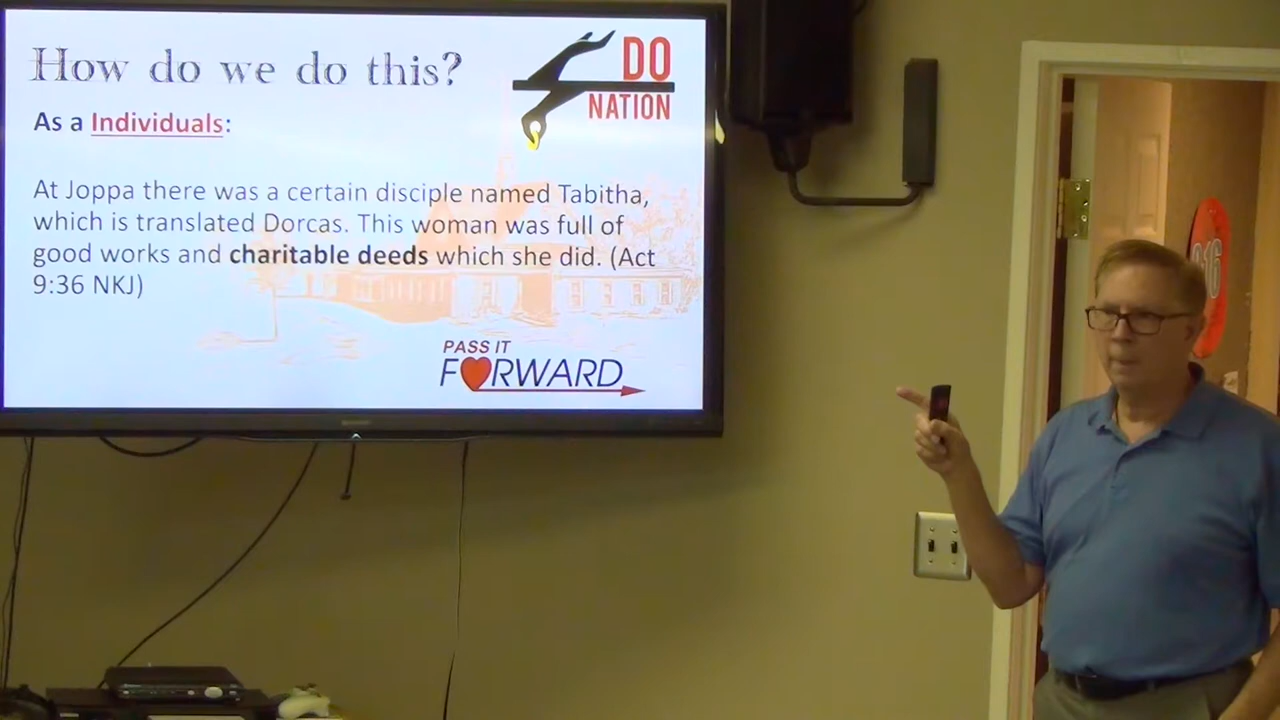 How do we do this?
DO
NATION
As a Individuals:
At Joppa there was a certain disciple named Tabitha,
which is translated Dorcas. This woman was full of
good works and charitable deeds which she did. (Act
9:36 NKJ)
PASS IT
FORWARD